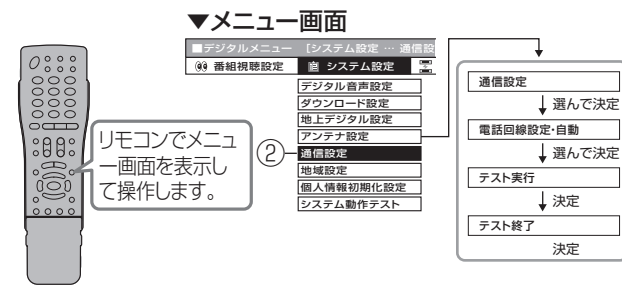 ▼メニュー画面
■デジタルメニュー [システム設定 … 通信設
番組視聴設定 システム設定
デジタル音声設定
ダウンロード設定
地上デジタル設定
アンテナ設定
② 通信設定
地域設定
個人情報初期化設定
システム動作テスト
リモコンでメニュ
ー画面を表示し
て操作します。
通信設定
選んで決定
電話回線設定・自動
選んで決定
テスト実行
決定
テスト終了
決定